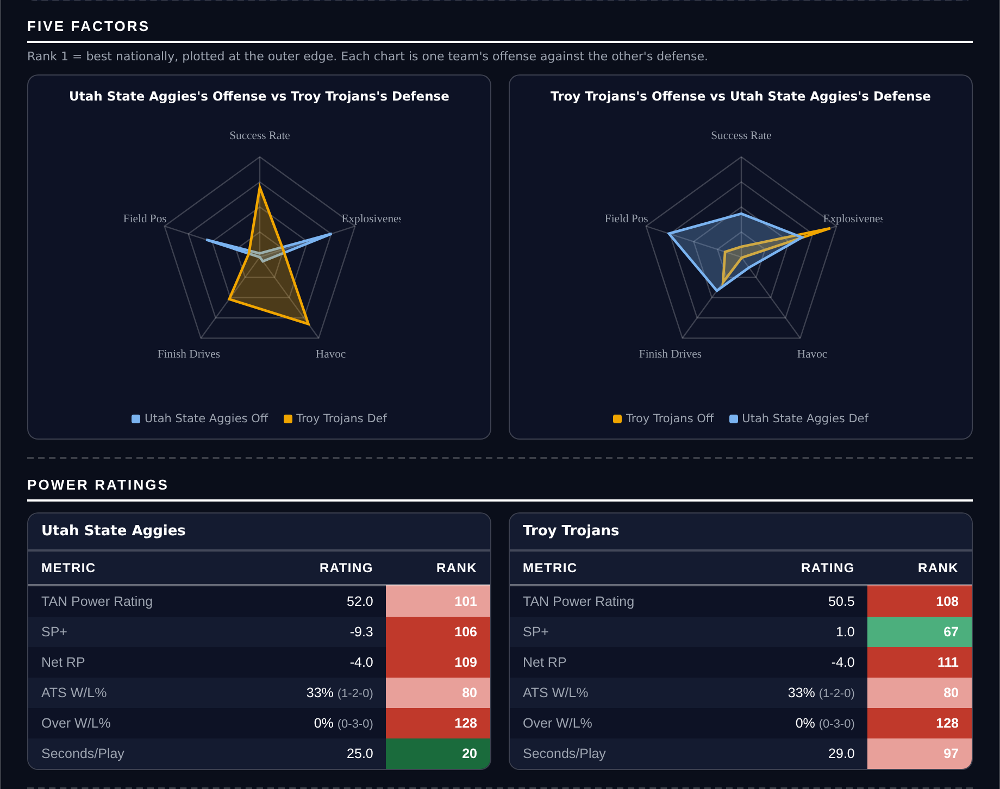 FIVE FACTORS
Rank 1 = best nationally, plotted at the outer edge. Each chart is one team's offense against the other's defense.
Utah State Aggies's Offense vs Troy Trojans's Defense
Success Rate
Field Pos
Explosivenes
Finish Drives
Havoc
Utah State Aggies Off
Troy Trojans Def
Troy Trojans's Offense vs Utah State Aggies's Defense
Success Rate
Field Pos
Explosivenes
Finish Drives
Havoc
Troy Trojans Off
Utah State Aggies Def
POWER RATINGS
Utah State Aggies
METRIC RATING RANK
TAN Power Rating 52.0 101
SP+ -9.3 106
Net RP -4.0 109
ATS W/L% 33% (1-2-0) 80
Over W/L% 0% (0-3-0) 128
Seconds/Play 25.0 20
Troy Trojans
METRIC RATING RANK
TAN Power Rating 50.5 108
SP+ 1.0 67
Net RP -4.0 111
ATS W/L% 33% (1-2-0) 80
Over W/L% 0% (0-3-0) 128
Seconds/Play 29.0 97